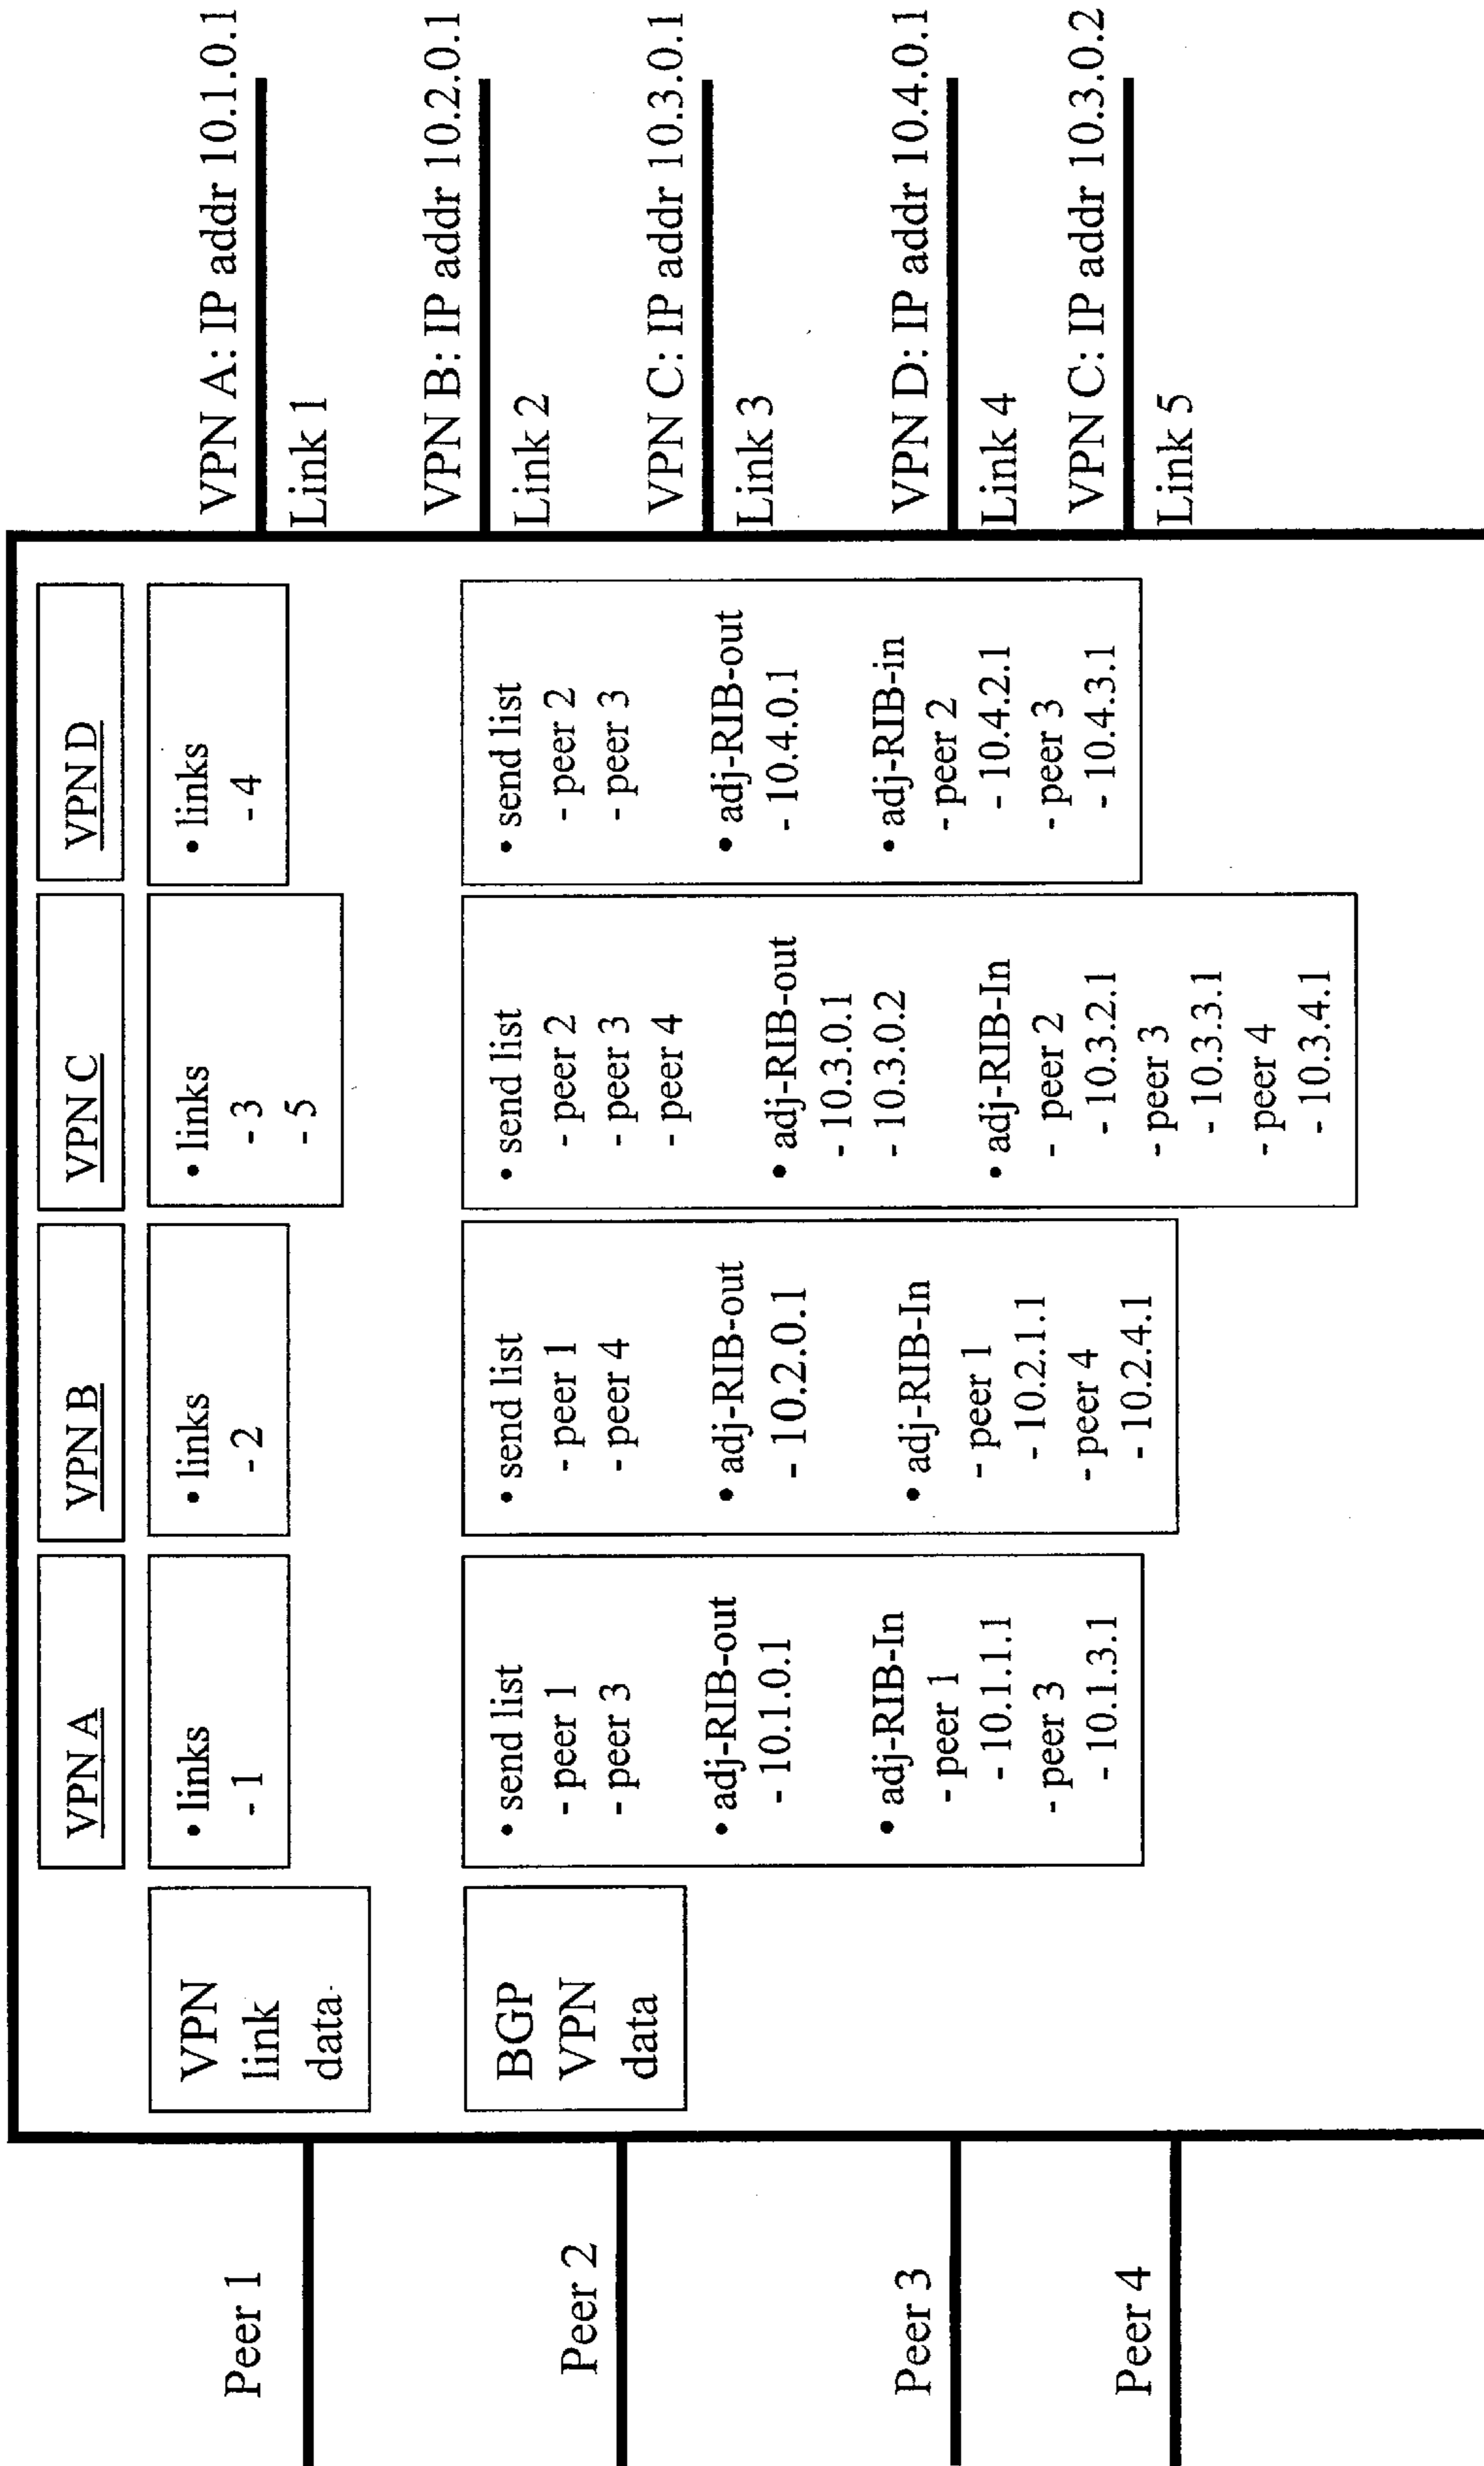 Peer 1
Peer 2
Peer 3
Peer 4
VPN
link
data
BGP
VPN
data
VPN A
• links
- 1
• send list
- peer 1
- peer 3
• adj-RIB-out
- 10.1.0.1
• adj-RIB-In
- peer 1
- 10.1.1.1
- peer 3
- 10.1.3.1
VPN B
• links
- 2
• send list
- peer 1
- peer 4
• adj-RIB-out
- 10.2.0.1
• adj-RIB-In
- peer 1
- 10.2.1.1
- peer 4
- 10.2.4.1
VPN C
• links
- 3
- 5
• send list
- peer 2
- peer 3
- peer 4
• adj-RIB-out
- 10.3.0.1
- 10.3.0.2
• adj-RIB-In
- peer 2
- 10.3.2.1
- peer 3
- 10.3.3.1
- peer 4
- 10.3.4.1
VPN D
• links
- 4
• send list
- peer 2
- peer 3
• adj-RIB-out
- 10.4.0.1
• adj-RIB-in
- peer 2
- 10.4.2.1
- peer 3
- 10.4.3.1
VPN A: IP addr 10.1.0.1
Link 1
VPN B: IP addr 10.2.0.1
Link 2
VPN C: IP addr 10.3.0.1
Link 3
VPN D: IP addr 10.4.0.1
Link 4
VPN C: IP addr 10.3.0.2
Link 5